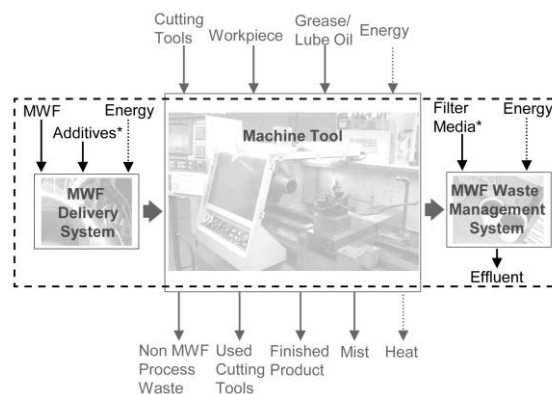 Cutting
Tools
Workpiece
Grease/
Lube Oil
Energy
MWF
Additives*
Energy
MWF
Delivery
System
Machine Tool
Filter
Media*
Energy
MWF Waste
Management
System
Effluent
Non MWF
Process
Waste
Used
Cutting
Tools
Finished
Product
Mist
Heat